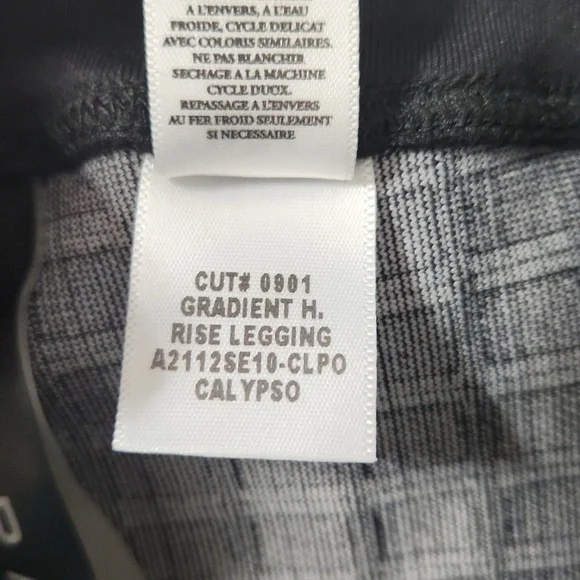 A L'ENVERS, A L'EAU
FROIDE, CYCLE DELICAT
AVEC COLORIS SIMILAIRES.
NE PAS BLANCHIR
SECHAGE A LA MACHINE
CYCLE DUOX.
REPASSAGE A L'ENVERS
AU FER FROID SEULEMENT
SI NECESSAIRE
CUT# 0901
GRADIENT H.
RISE LEGGING
A2112SE10-CLPO
CALYPSO